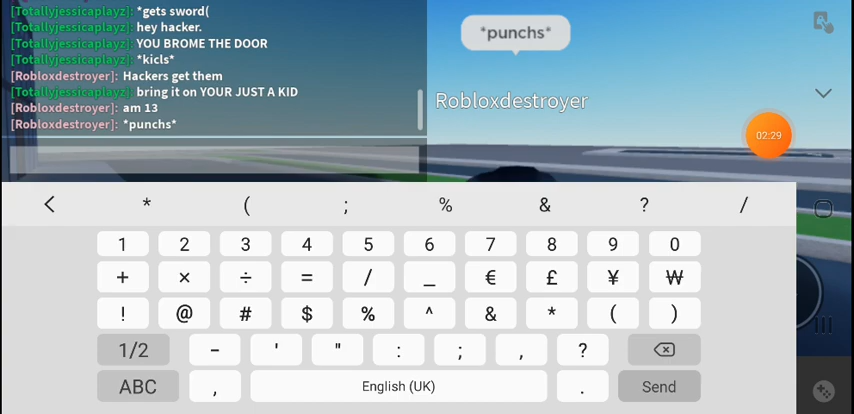 [Totallyjessicaplayz]: *gets sword(
[Totallyjessicaplayz]: hey hacker.
[Totallyjessicaplayz]: YOU BROME THE DOOR
[Totallyjessicaplayz]: *kicls*
[Robloxdestroyer]: Hackers get them
[Totallyjessicaplayz]: bring it on YOUR JUST A KID
[Robloxdestroyer]: am 13
[Robloxdestroyer]: *punchs*
*punchs*
Robloxdestroyer
02:29
* ( ; % & ? /
1 2 3 4 5 6 7 8 9 0
+ × ÷ = / _ € £ ¥ ₩
! @ # $ % ^ & * ( )
1/2 - ' " : ; , ?
ABC , English (UK) . Send